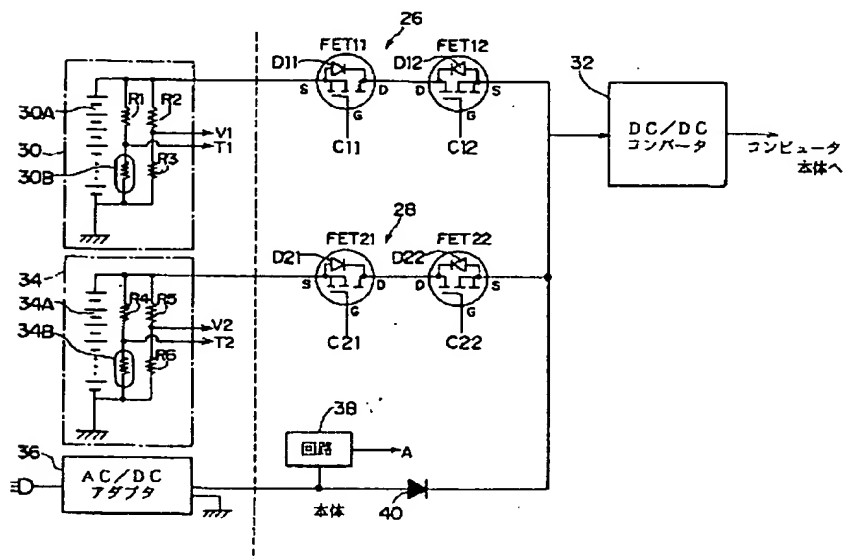 26
FET11
FET12
D11
D12
S
D
D
S
G
G
C11
C12
30A
30
30B
R1
R2
R3
V1
T1
32
DC/DC
コンバータ
コンピュータ
本体へ
28
FET21
FET22
D21
D22
S
D
D
S
G
G
C21
C22
34
34A
34B
R4
R5
R6
V2
T2
38
回路
A
36
AC/DC
アダプタ
本体
40